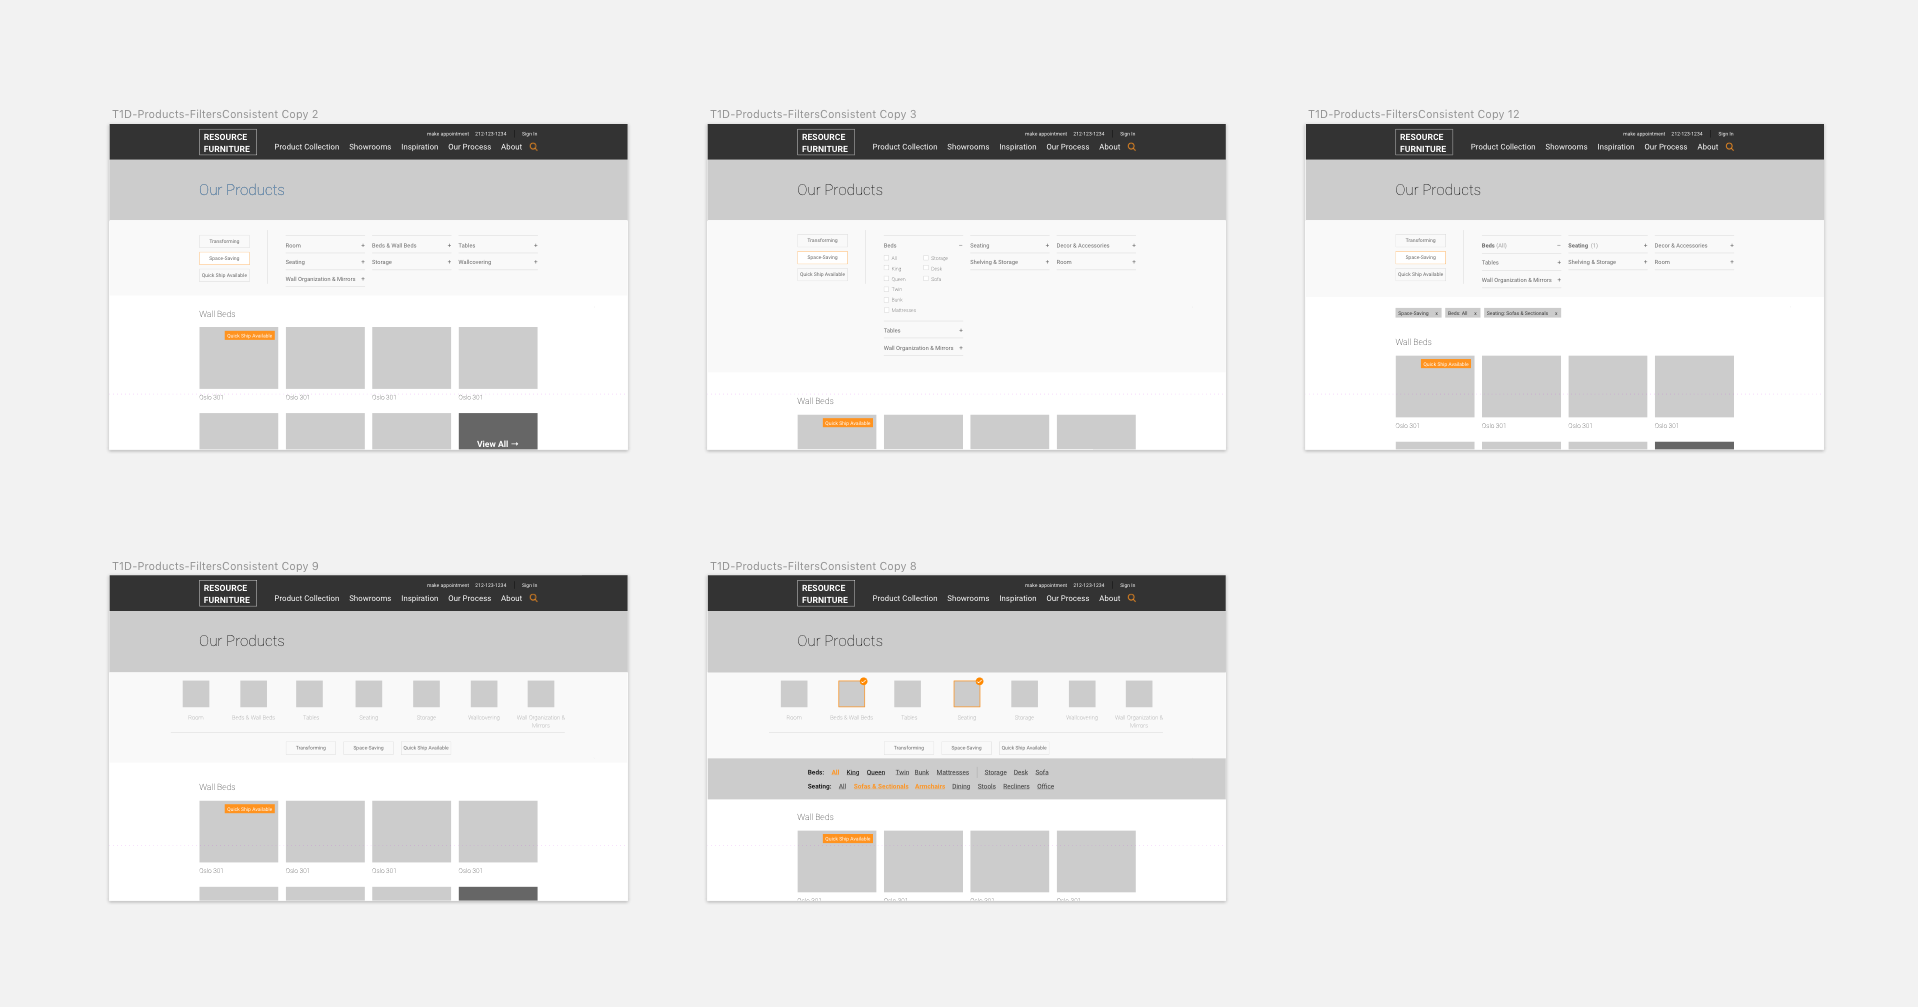 T1D-Products-FiltersConsistent Copy 2
RESOURCE
FURNITURE
make appointment 212-123-1234 Sign In
Product Collection Showrooms Inspiration Our Process About
Our Products
Transforming
Space-Saving
Quick Ship Available
Room + Beds & Wall Beds + Tables +
Seating + Storage + Wallcovering +
Wall Organization & Mirrors +
Wall Beds
Quick Ship Available
Oslo 301 Oslo 301 Oslo 301 Oslo 301
View All →
T1D-Products-FiltersConsistent Copy 3
RESOURCE
FURNITURE
make appointment 212-123-1234 Sign In
Product Collection Showrooms Inspiration Our Process About
Our Products
Transforming
Space-Saving
Quick Ship Available
Beds – Seating + Decor & Accessories +
All Storage Shelving & Storage + Room +
King Desk
Queen Sofa
Twin
Bunk
Mattresses
Tables +
Wall Organization & Mirrors +
Wall Beds
Quick Ship Available
T1D-Products-FiltersConsistent Copy 12
RESOURCE
FURNITURE
make appointment 212-123-1234 Sign In
Product Collection Showrooms Inspiration Our Process About
Our Products
Transforming
Space-Saving
Quick Ship Available
Beds (All) – Seating (1) + Decor & Accessories +
Tables + Shelving & Storage + Room +
Wall Organization & Mirrors +
Space-Saving x Beds: All x Seating: Sofas & Sectionals x
Wall Beds
Quick Ship Available
Oslo 301 Oslo 301 Oslo 301 Oslo 301
T1D-Products-FiltersConsistent Copy 9
RESOURCE
FURNITURE
make appointment 212-123-1234 Sign In
Product Collection Showrooms Inspiration Our Process About
Our Products
Room Beds & Wall Beds Tables Seating Storage Wallcovering Wall Organization &
Mirrors
Transforming Space-Saving Quick Ship Available
Wall Beds
Quick Ship Available
Oslo 301 Oslo 301 Oslo 301 Oslo 301
T1D-Products-FiltersConsistent Copy 8
RESOURCE
FURNITURE
make appointment 212-123-1234 Sign In
Product Collection Showrooms Inspiration Our Process About
Our Products
Room Beds & Wall Beds Tables Seating Storage Wallcovering Wall Organization &
Mirrors
Transforming Space-Saving Quick Ship Available
Beds: All King Queen Twin Bunk Mattresses Storage Desk Sofa
Seating: All Sofas & Sectionals Armchairs Dining Stools Recliners Office
Wall Beds
Quick Ship Available
Oslo 301 Oslo 301 Oslo 301 Oslo 301